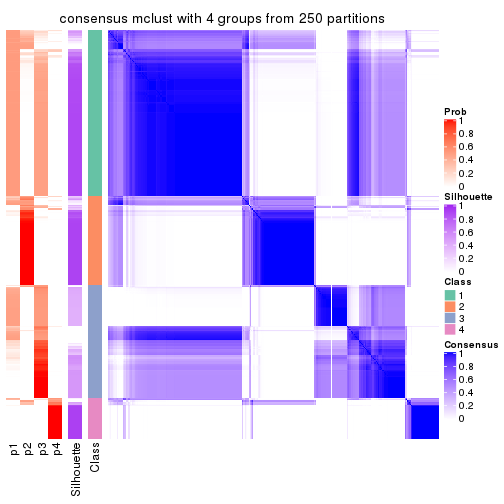 consensus mclust with 4 groups from 250 partitions
Prob
1
0.8
0.6
0.4
0.2
0
Silhouette
1
0.8
0.6
0.4
0.2
0
Class
1
2
3
4
Consensus
1
0.8
0.6
0.4
0.2
0
p1
p2
p3
p4
Silhouette
Class